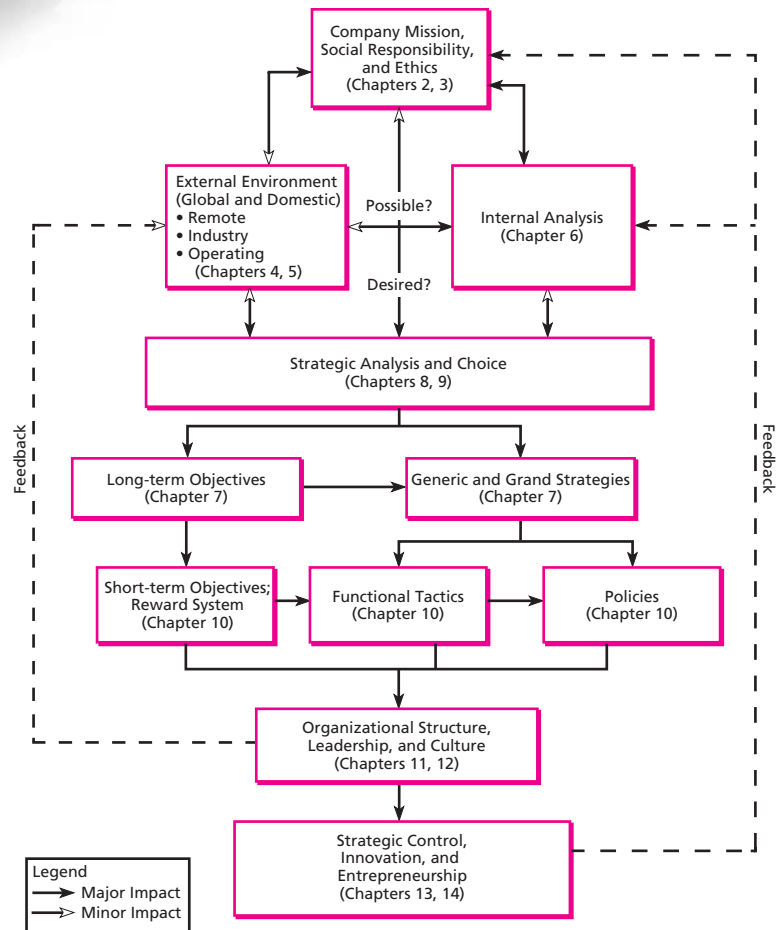 Company Mission,
Social Responsibility,
and Ethics
(Chapters 2, 3)
External Environment
(Global and Domestic)
• Remote
• Industry
• Operating
(Chapters 4, 5)
Possible?
Internal Analysis
(Chapter 6)
Desired?
Strategic Analysis and Choice
(Chapters 8, 9)
Feedback
Feedback
Long-term Objectives
(Chapter 7)
Generic and Grand Strategies
(Chapter 7)
Short-term Objectives;
Reward System
(Chapter 10)
Functional Tactics
(Chapter 10)
Policies
(Chapter 10)
Organizational Structure,
Leadership, and Culture
(Chapters 11, 12)
Strategic Control,
Innovation, and
Entrepreneurship
(Chapters 13, 14)
Legend
Major Impact
Minor Impact